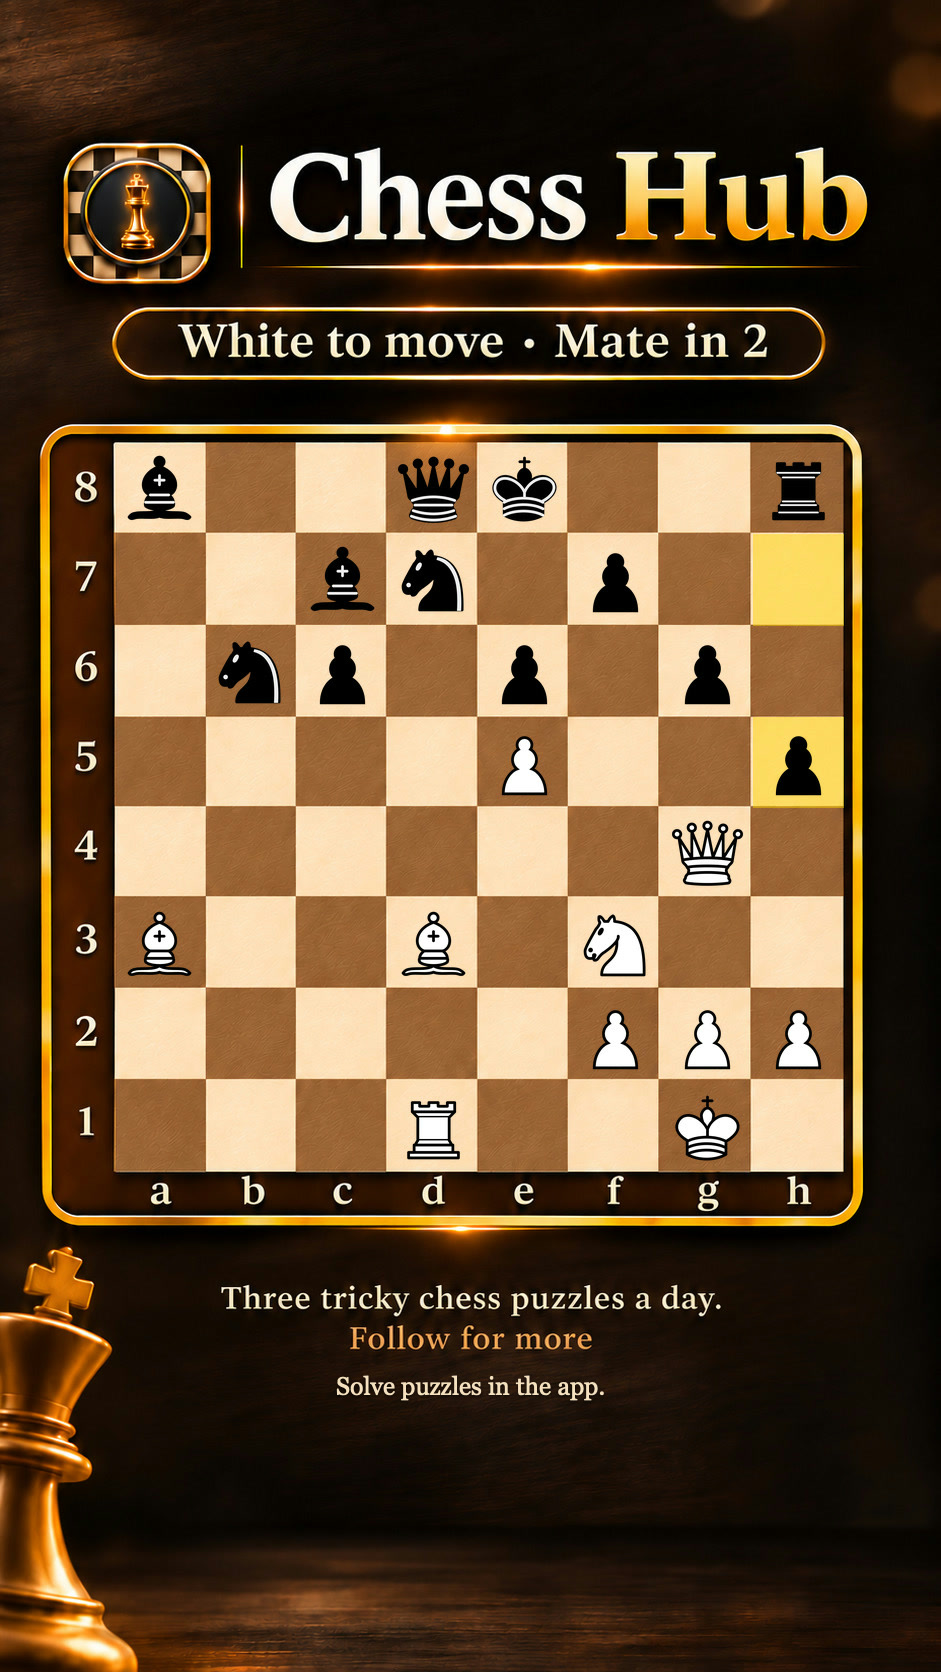 Chess Hub
White to move • Mate in 2
8
7
6
5
4
3
2
1
a b c d e f g h
Three tricky chess puzzles a day.
Follow for more
Solve puzzles in the app.